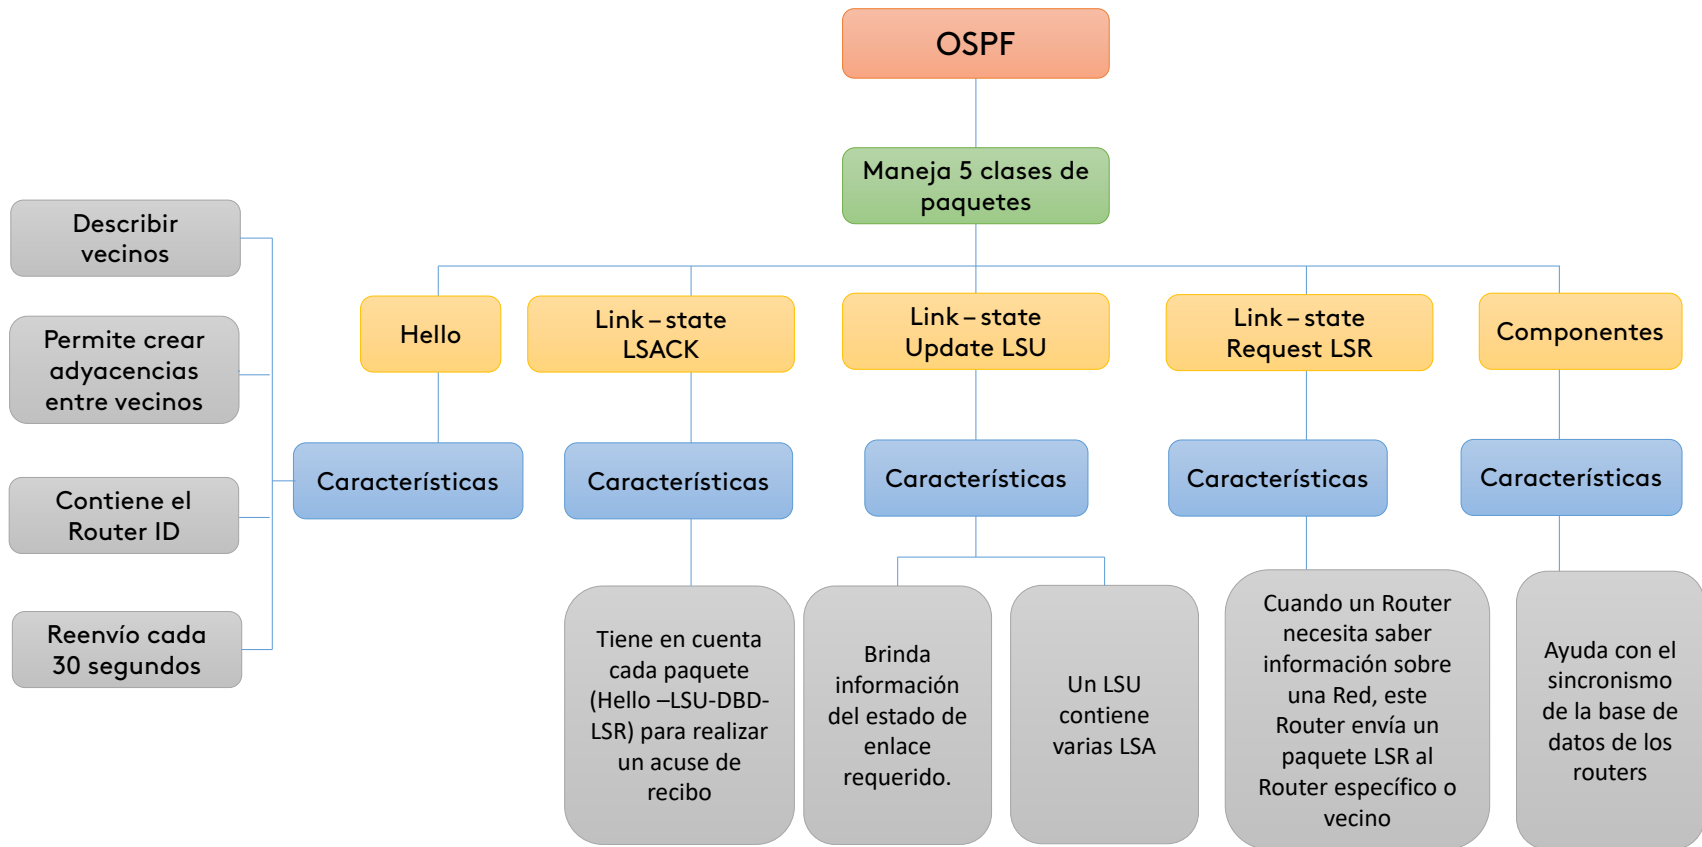 OSPF
Maneja 5 clases de
paquetes
Describir
vecinos
Permite crear
adyacencias
entre vecinos
Contiene el
Router ID
Reenvío cada
30 segundos
Hello
Link – state
LSACK
Link – state
Update LSU
Link – state
Request LSR
Componentes
Características
Características
Características
Características
Características
Tiene en cuenta
cada paquete
(Hello –LSU-DBD-
LSR) para realizar
un acuse de
recibo
Brinda
información
del estado de
enlace
requerido.
Un LSU
contiene
varias LSA
Cuando un Router
necesita saber
información sobre
una Red, este
Router envía un
paquete LSR al
Router específico o
vecino
Ayuda con el
sincronismo
de la base de
datos de los
routers